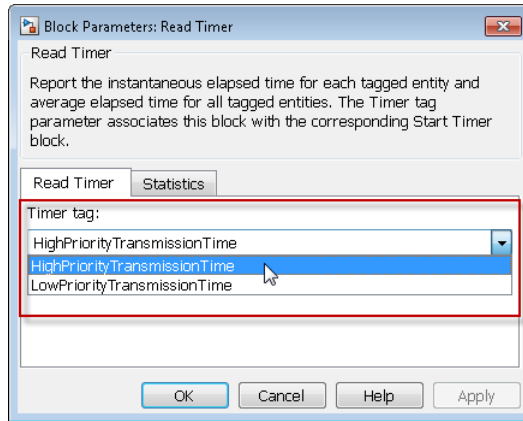 Block Parameters: Read Timer
Read Timer
Report the instantaneous elapsed time for each tagged entity and
average elapsed time for all tagged entities. The Timer tag
parameter associates this block with the corresponding Start Timer
block.
Read Timer Statistics
Timer tag:
HighPriorityTransmissionTime
HighPriorityTransmissionTime
LowPriorityTransmissionTime
OK Cancel Help Apply